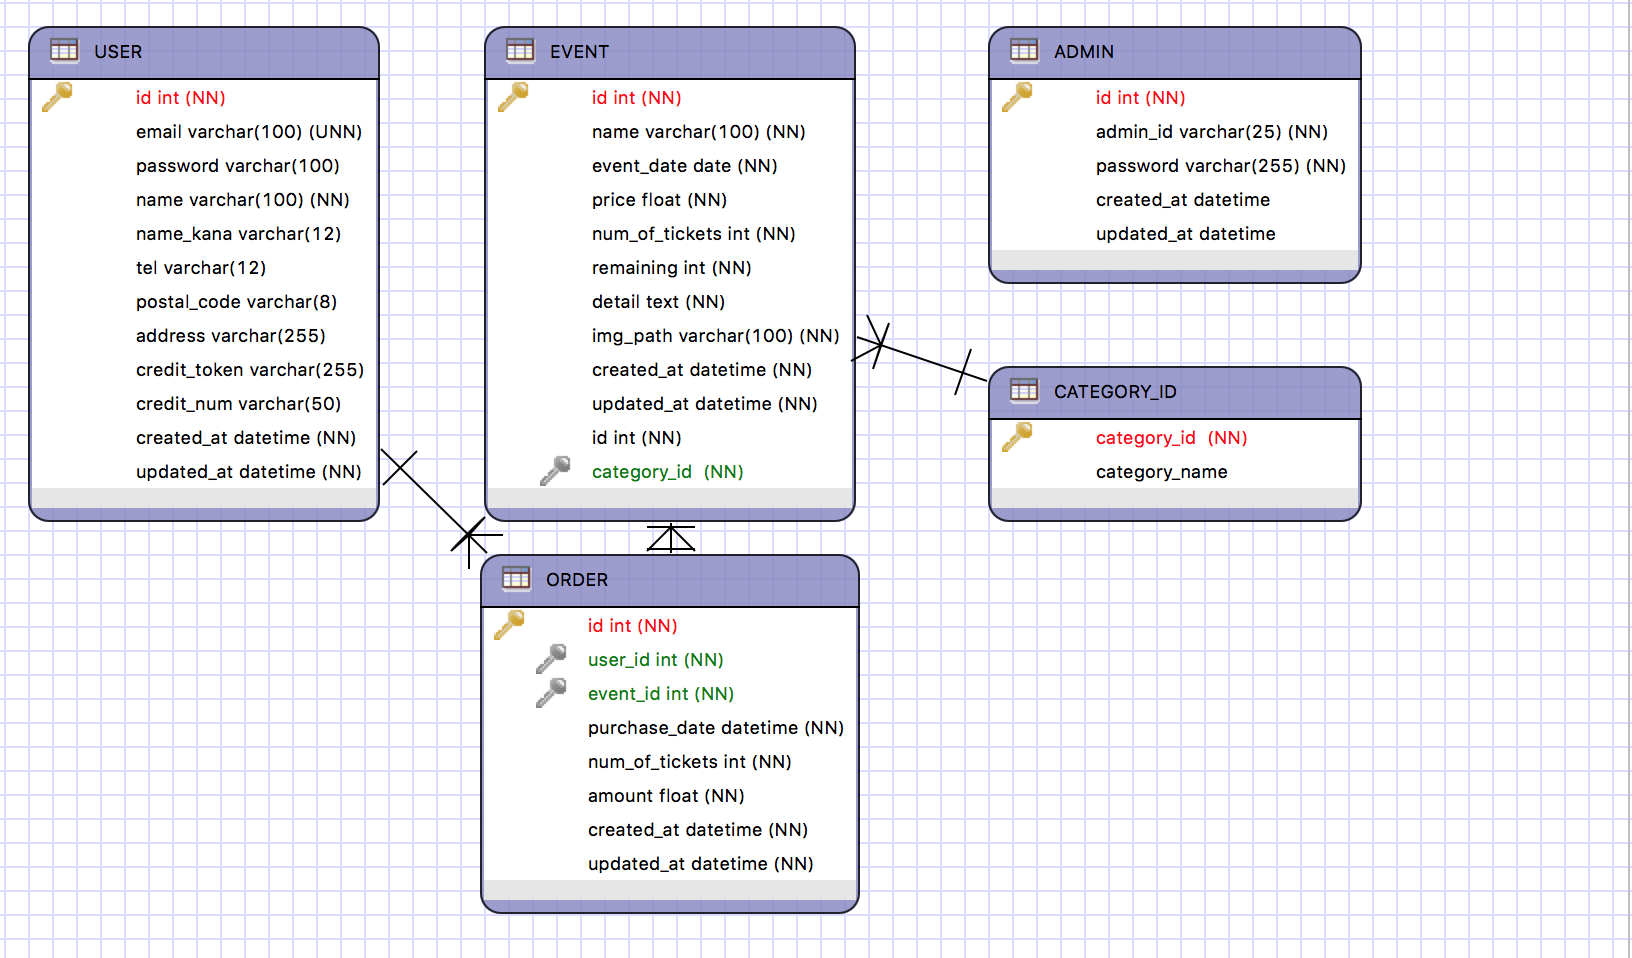 USER
id int (NN)
email varchar(100) (UNN)
password varchar(100)
name varchar(100) (NN)
name_kana varchar(12)
tel varchar(12)
postal_code varchar(8)
address varchar(255)
credit_token varchar(255)
credit_num varchar(50)
created_at datetime (NN)
updated_at datetime (NN)
EVENT
id int (NN)
name varchar(100) (NN)
event_date date (NN)
price float (NN)
num_of_tickets int (NN)
remaining int (NN)
detail text (NN)
img_path varchar(100) (NN)
created_at datetime (NN)
updated_at datetime (NN)
id int (NN)
category_id (NN)
ADMIN
id int (NN)
admin_id varchar(25) (NN)
password varchar(255) (NN)
created_at datetime
updated_at datetime
CATEGORY_ID
category_id (NN)
category_name
ORDER
id int (NN)
user_id int (NN)
event_id int (NN)
purchase_date datetime (NN)
num_of_tickets int (NN)
amount float (NN)
created_at datetime (NN)
updated_at datetime (NN)